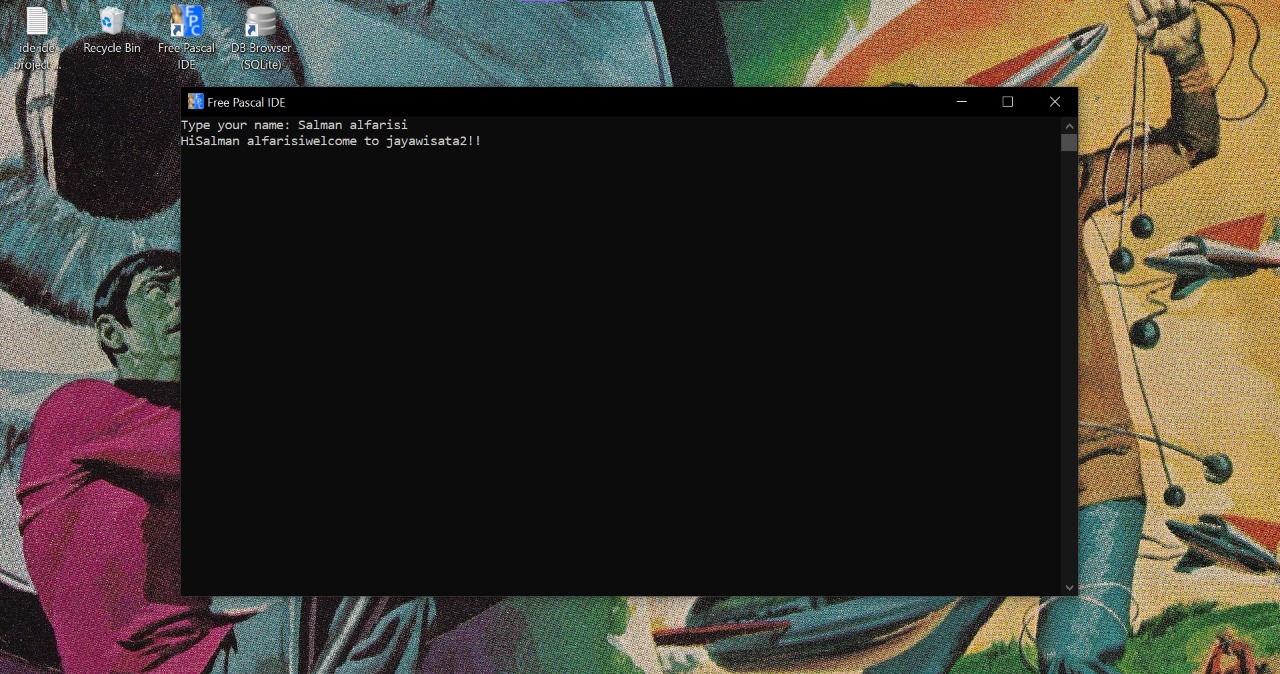 ide ide
project ...
Recycle Bin
Free Pascal
IDE
DB Browser
(SQLite)
Free Pascal IDE
Type your name: Salman alfarisi
HiSalman alfarisiwelcome to jayawisata2!!